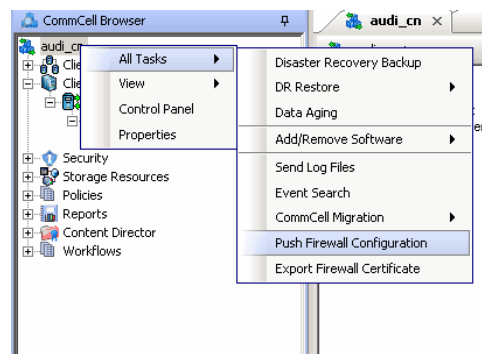 CommCell Browser
audi_cn
audi_cn
Clie
Clie
All Tasks
View
Control Panel
Properties
Disaster Recovery Backup
DR Restore
Data Aging
Add/Remove Software
Send Log Files
Event Search
CommCell Migration
Push Firewall Configuration
Export Firewall Certificate
Security
Storage Resources
Policies
Reports
Content Director
Workflows